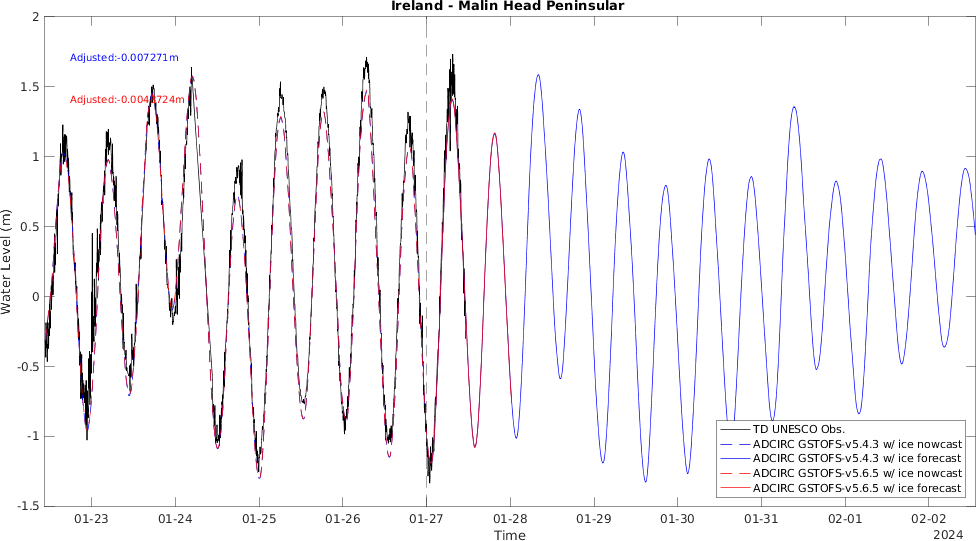 Ireland - Malin Head Peninsular
2
1.5
1
0.5
0
-0.5
-1
-1.5
Water Level (m)
Adjusted:-0.007271m
TD UNESCO Obs.
ADCIRC GSTOFS-v5.4.3 w/ ice nowcast
ADCIRC GSTOFS-v5.4.3 w/ ice forecast
ADCIRC GSTOFS-v5.6.5 w/ ice nowcast
ADCIRC GSTOFS-v5.6.5 w/ ice forecast
01-23 01-24 01-25 01-26 01-27 01-28 01-29 01-30 01-31 02-01 02-02
Time
2024